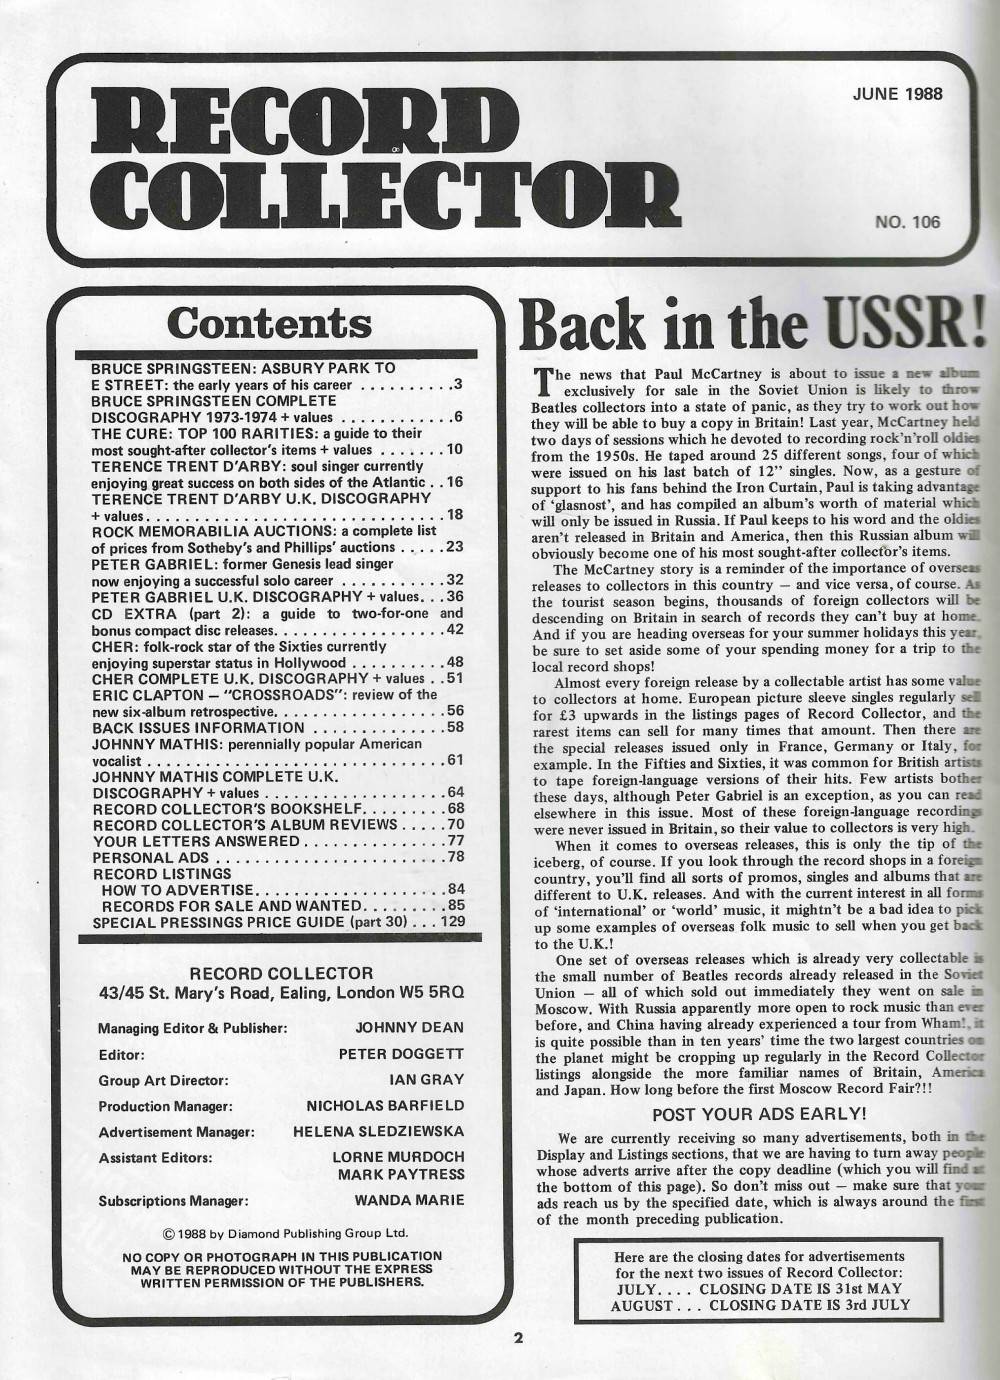 RECORD
COLLECTOR
JUNE 1988
NO. 106
Contents
BRUCE SPRINGSTEEN: ASBURY PARK TO
E STREET: the early years of his career . . . . . . . . . .3
BRUCE SPRINGSTEEN COMPLETE
DISCOGRAPHY 1973-1974 + values . . . . . . . . . . . .6
THE CURE: TOP 100 RARITIES: a guide to their
most sought-after collector's items + values . . . . . . .10
TERENCE TRENT D'ARBY: soul singer currently
enjoying great success on both sides of the Atlantic . .16
TERENCE TRENT D'ARBY U.K. DISCOGRAPHY
+ values. . . . . . . . . . . . . . . . . . . . . . . . . . . . . . .18
ROCK MEMORABILIA AUCTIONS: a complete list
of prices from Sotheby's and Phillips' auctions . . . . .23
PETER GABRIEL: former Genesis lead singer
now enjoying a successful solo career . . . . . . . . . . .32
PETER GABRIEL U.K. DISCOGRAPHY + values. . .36
CD EXTRA (part 2): a guide to two-for-one and
bonus compact disc releases. . . . . . . . . . . . . . . . . .42
CHER: folk-rock star of the Sixties currently
enjoying superstar status in Hollywood . . . . . . . . . .48
CHER COMPLETE U.K. DISCOGRAPHY + values . .51
ERIC CLAPTON — "CROSSROADS": review of the
new six-album retrospective. . . . . . . . . . . . . . . . . .56
BACK ISSUES INFORMATION . . . . . . . . . . . . . .58
JOHNNY MATHIS: perennially popular American
vocalist . . . . . . . . . . . . . . . . . . . . . . . . . . . . . .61
JOHNNY MATHIS COMPLETE U.K.
DISCOGRAPHY + values . . . . . . . . . . . . . . . . . . .64
RECORD COLLECTOR'S BOOKSHELF. . . . . . . . .68
RECORD COLLECTOR'S ALBUM REVIEWS . . . . .70
YOUR LETTERS ANSWERED . . . . . . . . . . . . . . .77
PERSONAL ADS . . . . . . . . . . . . . . . . . . . . . . . .78
RECORD LISTINGS
HOW TO ADVERTISE. . . . . . . . . . . . . . . . . . . .84
RECORDS FOR SALE AND WANTED. . . . . . . . .85
SPECIAL PRESSINGS PRICE GUIDE (part 30) . . . 129
RECORD COLLECTOR
43/45 St. Mary's Road, Ealing, London W5 5RQ
Managing Editor & Publisher: JOHNNY DEAN
Editor: PETER DOGGETT
Group Art Director: IAN GRAY
Production Manager: NICHOLAS BARFIELD
Advertisement Manager: HELENA SLEDZIEWSKA
Assistant Editors: LORNE MURDOCH
MARK PAYTRESS
Subscriptions Manager: WANDA MARIE
© 1988 by Diamond Publishing Group Ltd.
NO COPY OR PHOTOGRAPH IN THIS PUBLICATION
MAY BE REPRODUCED WITHOUT THE EXPRESS
WRITTEN PERMISSION OF THE PUBLISHERS.
Back in the USSR!
The news that Paul McCartney is about to issue a new album
exclusively for sale in the Soviet Union is likely to throw
Beatles collectors into a state of panic, as they try to work out how
they will be able to buy a copy in Britain! Last year, McCartney held
two days of sessions which he devoted to recording rock'n'roll oldies
from the 1950s. He taped around 25 different songs, four of which
were issued on his last batch of 12" singles. Now, as a gesture of
support to his fans behind the Iron Curtain, Paul is taking advantage
of 'glasnost', and has compiled an album's worth of material which
will only be issued in Russia. If Paul keeps to his word and the oldies
aren't released in Britain and America, then this Russian album will
obviously become one of his most sought-after collector's items.
The McCartney story is a reminder of the importance of overseas
releases to collectors in this country — and vice versa, of course. As
the tourist season begins, thousands of foreign collectors will be
descending on Britain in search of records they can't buy at home.
And if you are heading overseas for your summer holidays this year,
be sure to set aside some of your spending money for a trip to the
local record shops!
Almost every foreign release by a collectable artist has some value
to collectors at home. European picture sleeve singles regularly sell
for £3 upwards in the listings pages of Record Collector, and the
rarest items can sell for many times that amount. Then there are
the special releases issued only in France, Germany or Italy, for
example. In the Fifties and Sixties, it was common for British artists
to tape foreign-language versions of their hits. Few artists bother
these days, although Peter Gabriel is an exception, as you can read
elsewhere in this issue. Most of these foreign-language recordings
were never issued in Britain, so their value to collectors is very high.
When it comes to overseas releases, this is only the tip of the
iceberg, of course. If you look through the record shops in a foreign
country, you'll find all sorts of promos, singles and albums that are
different to U.K. releases. And with the current interest in all forms
of 'international' or 'world' music, it mightn't be a bad idea to pick
up some examples of overseas folk music to sell when you get back
to the U.K.!
One set of overseas releases which is already very collectable is
the small number of Beatles records already released in the Soviet
Union — all of which sold out immediately they went on sale in
Moscow. With Russia apparently more open to rock music than ever
before, and China having already experienced a tour from Wham!, it
is quite possible than in ten years' time the two largest countries on
the planet might be cropping up regularly in the Record Collector
listings alongside the more familiar names of Britain, America
and Japan. How long before the first Moscow Record Fair?!!
POST YOUR ADS EARLY!
We are currently receiving so many advertisements, both in the
Display and Listings sections, that we are having to turn away people
whose adverts arrive after the copy deadline (which you will find at
the bottom of this page). So don't miss out — make sure that your
ads reach us by the specified date, which is always around the first
of the month preceding publication.
Here are the closing dates for advertisements
for the next two issues of Record Collector:
JULY. . . . CLOSING DATE IS 31st MAY
AUGUST . . . CLOSING DATE IS 3rd JULY
2